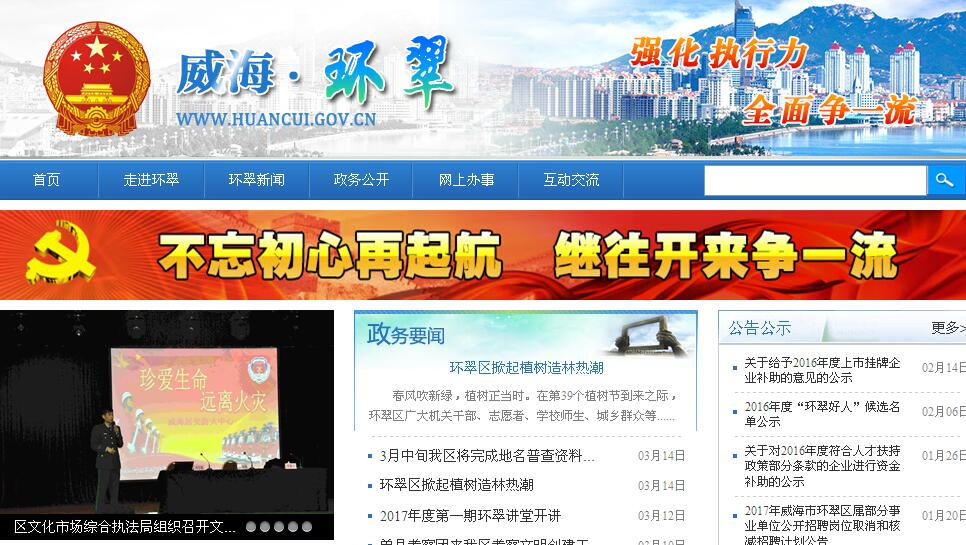 威海·环翠
WWW.HUANCUI.GOV.CN
强化执行力
全面争一流
首页
走进环翠
环翠新闻
政务公开
网上办事
互动交流
不忘初心再起航 继往开来争一流
珍爱生命
远离火灾
区文化市场综合执法局组织召开文...
政务要闻
环翠区掀起植树造林热潮
春风吹新绿，植树正当时。在第39个植树节到来之际，
环翠区广大机关干部、志愿者、学校师生、城乡群众等......
3月中旬我区将完成地名普查资料... 03月14日
环翠区掀起植树造林热潮 03月14日
2017年度第一期环翠讲堂开讲 03月12日
公告公示
更多>
关于给予2016年度上市挂牌企
业补助的意见的公示
02月14日
2016年度“环翠好人”候选名
单公示
02月06日
关于对2016年度符合人才扶持
政策部分条款的企业进行资金
补助的公示
01月26日
2017年威海市环翠区属部分事
业单位公开招聘岗位取消和核
减招聘计划公告
01月20日